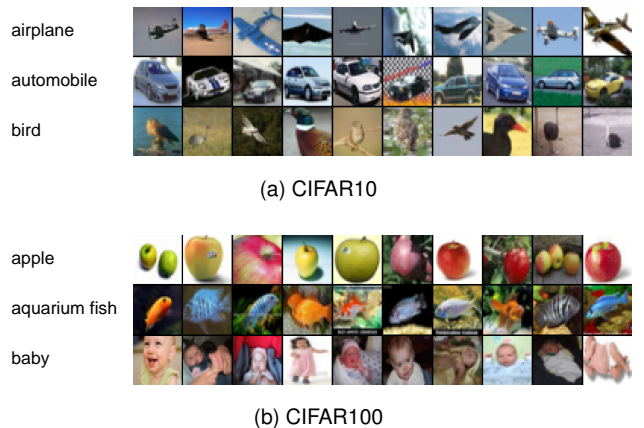 airplane
automobile
bird
(a) CIFAR10
apple
aquarium fish
baby
(b) CIFAR100